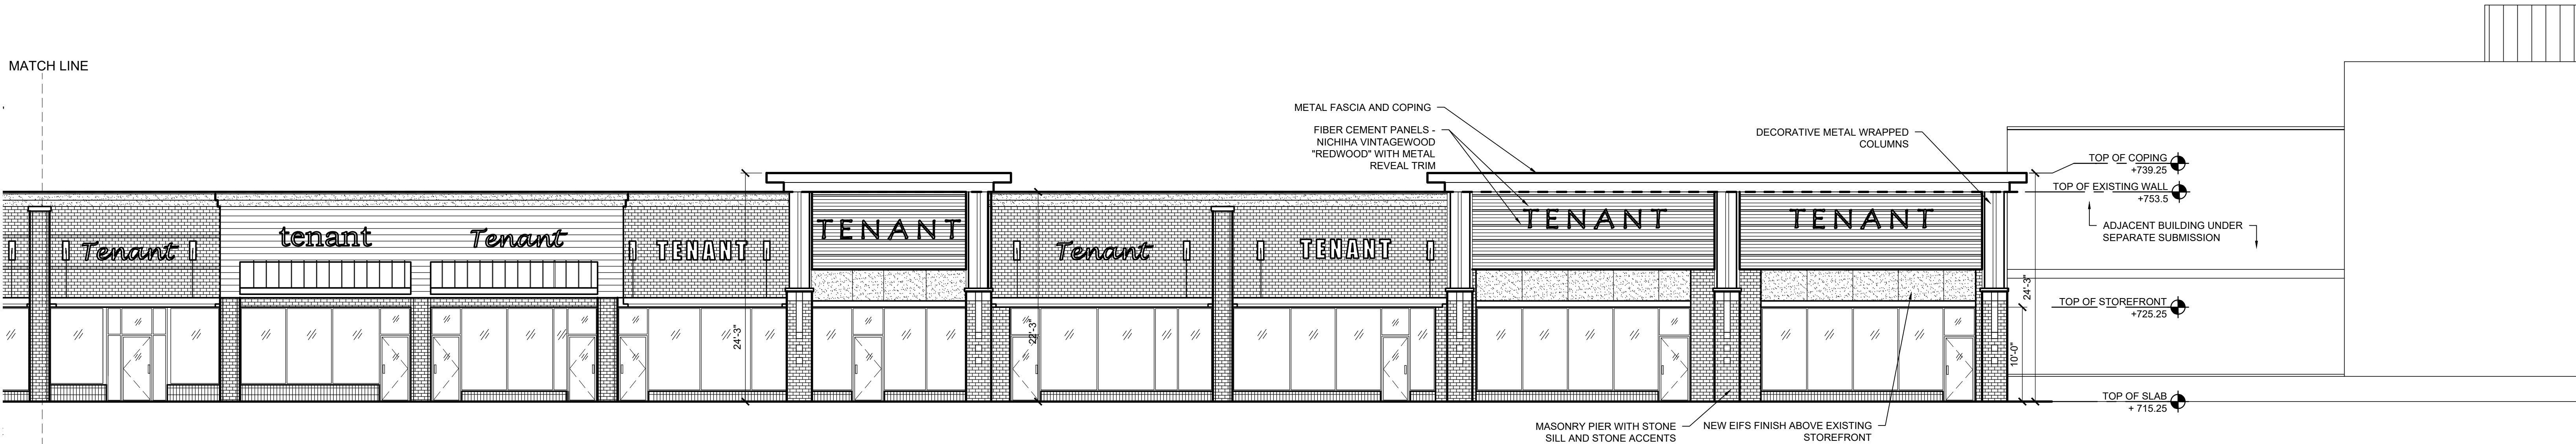 MATCH LINE
METAL FASCIA AND COPING
FIBER CEMENT PANELS -
NICHIHA VINTAGEWOOD
"REDWOOD" WITH METAL
REVEAL TRIM
DECORATIVE METAL WRAPPED
COLUMNS
TOP OF COPING
+739.25
TOP OF EXISTING WALL
+753.5
ADJACENT BUILDING UNDER
SEPARATE SUBMISSION
Tenant
tenant
Tenant
TENANT
TENANT
Tenant
TENANT
TENANT
TENANT
24'-3"
22'-3"
24'-3"
TOP OF STOREFRONT
+725.25
10'-0"
TOP OF SLAB
+ 715.25
MASONRY PIER WITH STONE
SILL AND STONE ACCENTS
NEW EIFS FINISH ABOVE EXISTING
STOREFRONT